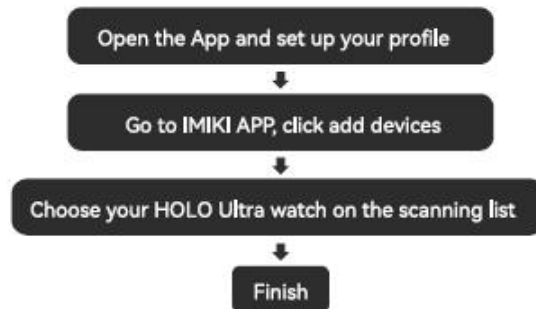 Open the App and set up your profile
Go to IMIKI APP, click add devices
Choose your HOLO Ultra watch on the scanning list
Finish